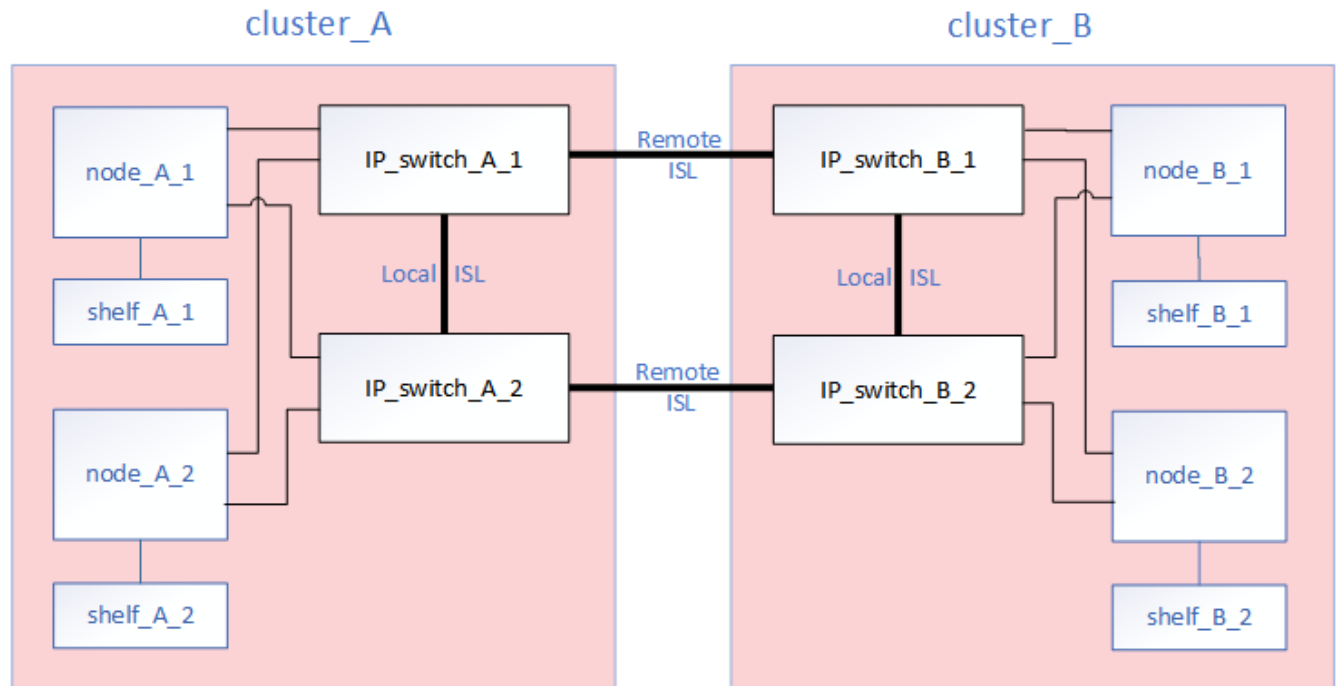 cluster_A
cluster_B
node_A_1
IP_switch_A_1
Remote
ISL
IP_switch_B_1
node_B_1
shelf_A_1
Local ISL
Local ISL
shelf_B_1
node_A_2
IP_switch_A_2
Remote
ISL
IP_switch_B_2
node_B_2
shelf_A_2
shelf_B_2